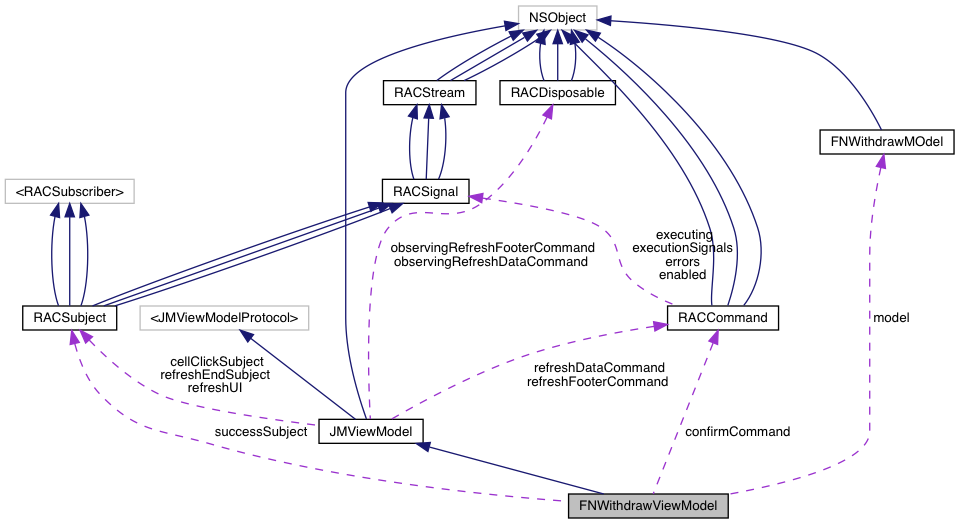 NSObject
RACStream
RACDisposable
FNWithdrawMOdel
<RACSubscriber>
RACSignal
executing
executionSignals
errors
enabled
observingRefreshFooterCommand
observingRefreshDataCommand
RACSubject
<JMViewModelProtocol>
RACCommand
model
cellClickSubject
refreshEndSubject
refreshUI
refreshDataCommand
refreshFooterCommand
successSubject
JMViewModel
confirmCommand
FNWithdrawViewModel